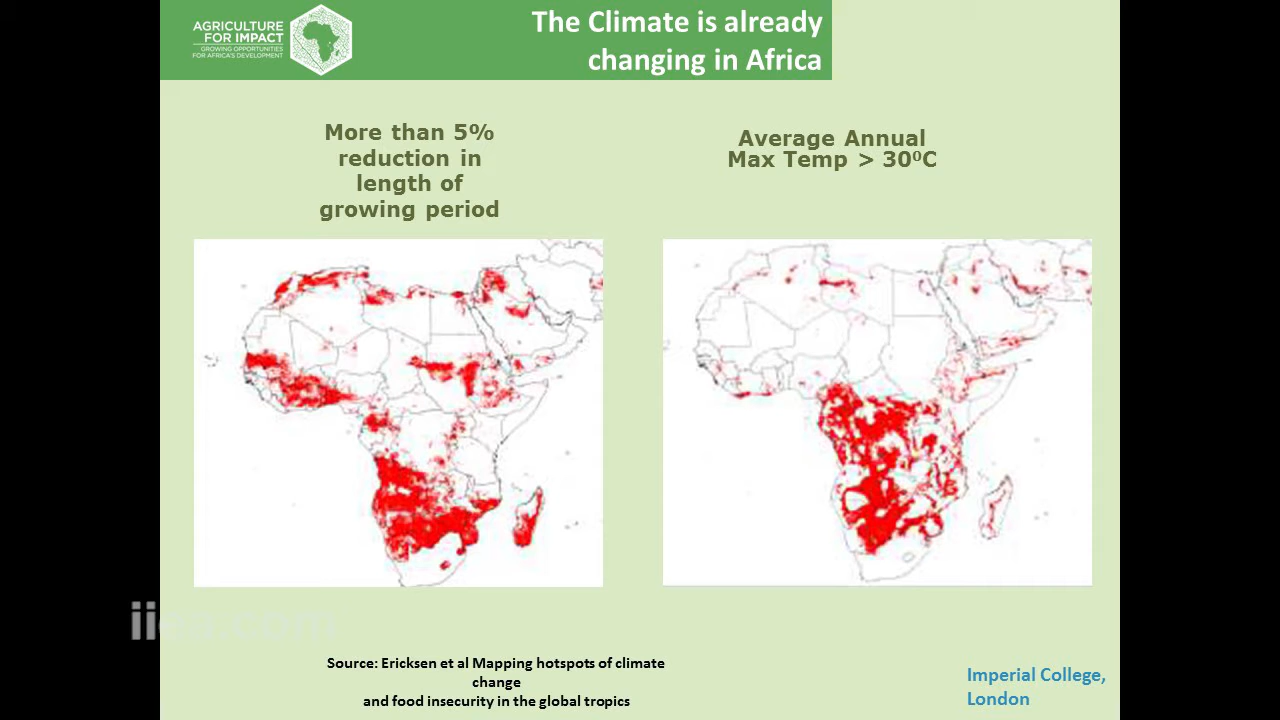 AGRICULTURE
FOR IMPACT
GROWING OPPORTUNITIES
FOR AFRICA'S DEVELOPMENT
The Climate is already
changing in Africa
More than 5%
reduction in
length of
growing period
Average Annual
Max Temp > 30⁰C
iiea.com
Source: Ericksen et al Mapping hotspots of climate
change
and food insecurity in the global tropics
Imperial College,
London